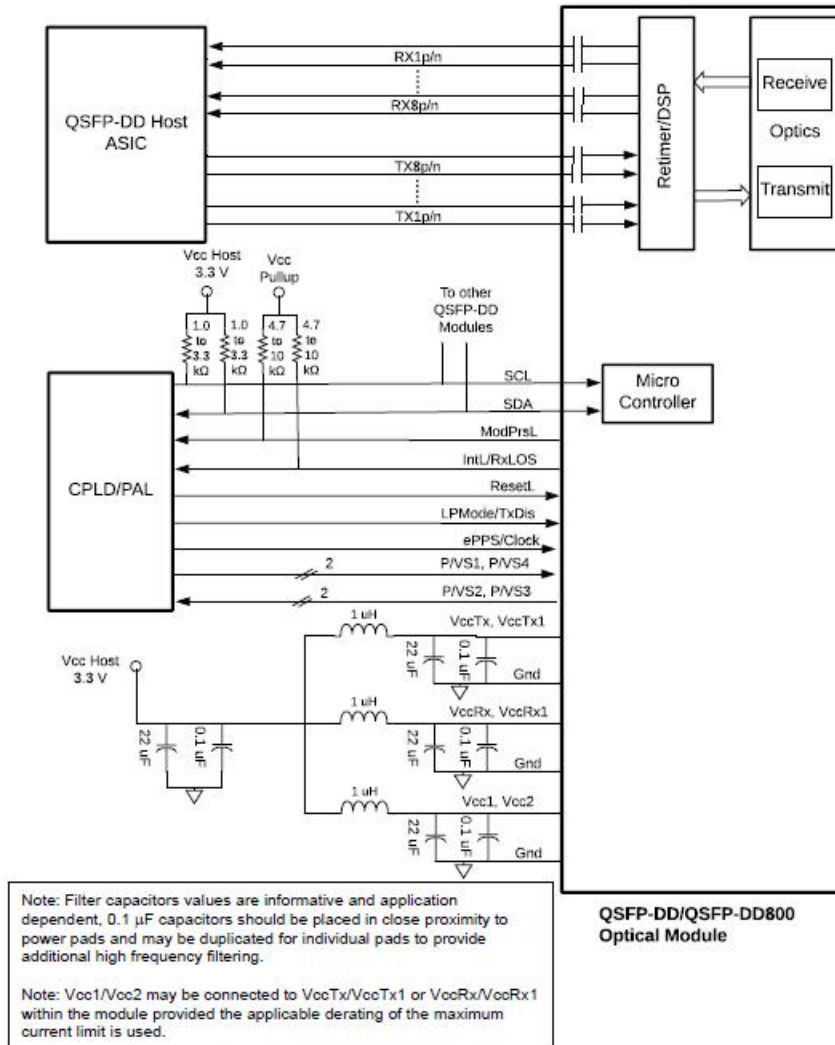 QSFP-DD Host
ASIC
RX1p/n
RX8p/n
TX8p/n
TX1p/n
Retimer/DSP
Receive
Optics
Transmit
Vcc Host
3.3 V
Vcc
Pullup
1.0
to
3.3
kΩ
1.0
to
3.3
kΩ
4.7
to
10
kΩ
4.7
to
10
kΩ
To other
QSFP-DD
Modules
SCL
SDA
Micro
Controller
CPLD/PAL
ModPrsL
IntL/RxLOS
ResetL
LPMode/TxDis
ePPS/Clock
2
P/VS1, P/VS4
2
P/VS2, P/VS3
Vcc Host
3.3 V
22 uF
0.1 uF
1 uH
VccTx, VccTx1
22 uF
0.1 uF
Gnd
1 uH
VccRx, VccRx1
22 uF
0.1 uF
Gnd
1 uH
Vcc1, Vcc2
22 uF
0.1 uF
Gnd
QSFP-DD/QSFP-DD800
Optical Module
Note: Filter capacitors values are informative and application
dependent, 0.1 μF capacitors should be placed in close proximity to
power pads and may be duplicated for individual pads to provide
additional high frequency filtering.
Note: Vcc1/Vcc2 may be connected to VccTx/VccTx1 or VccRx/VccRx1
within the module provided the applicable derating of the maximum
current limit is used.